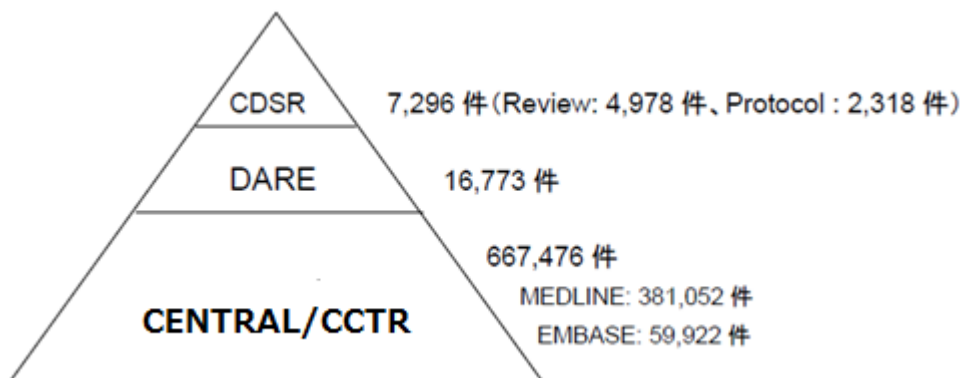 CDSR 7,296 件(Review: 4,978 件、Protocol : 2,318 件)
DARE 16,773 件
667,476 件
MEDLINE: 381,052 件
CENTRAL/CCTR
EMBASE: 59,922 件